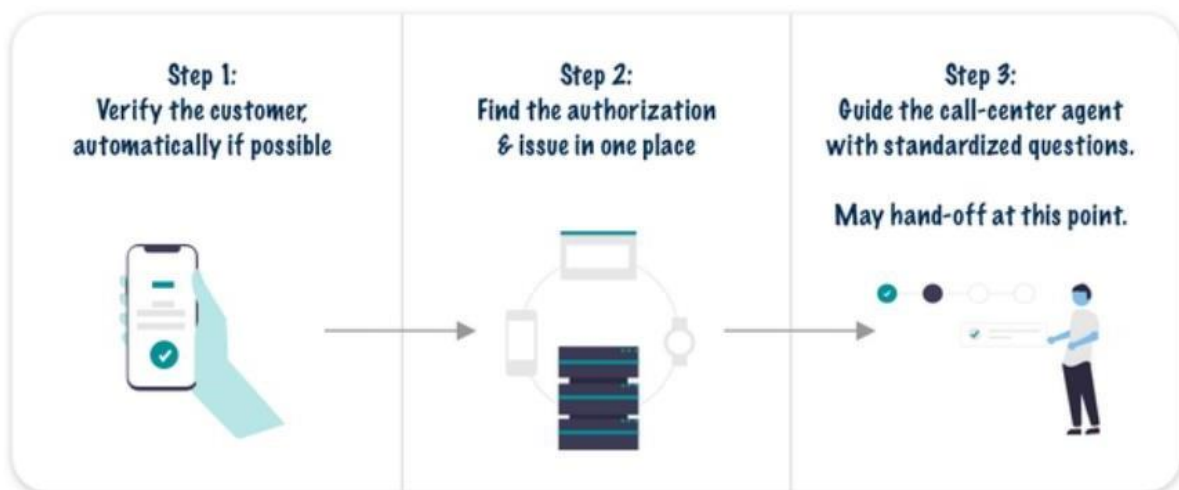 Step 1:
Verify the customer,
automatically if possible
Step 2:
Find the authorization
& issue in one place
Step 3:
Guide the call-center agent
with standardized questions.
May hand-off at this point.